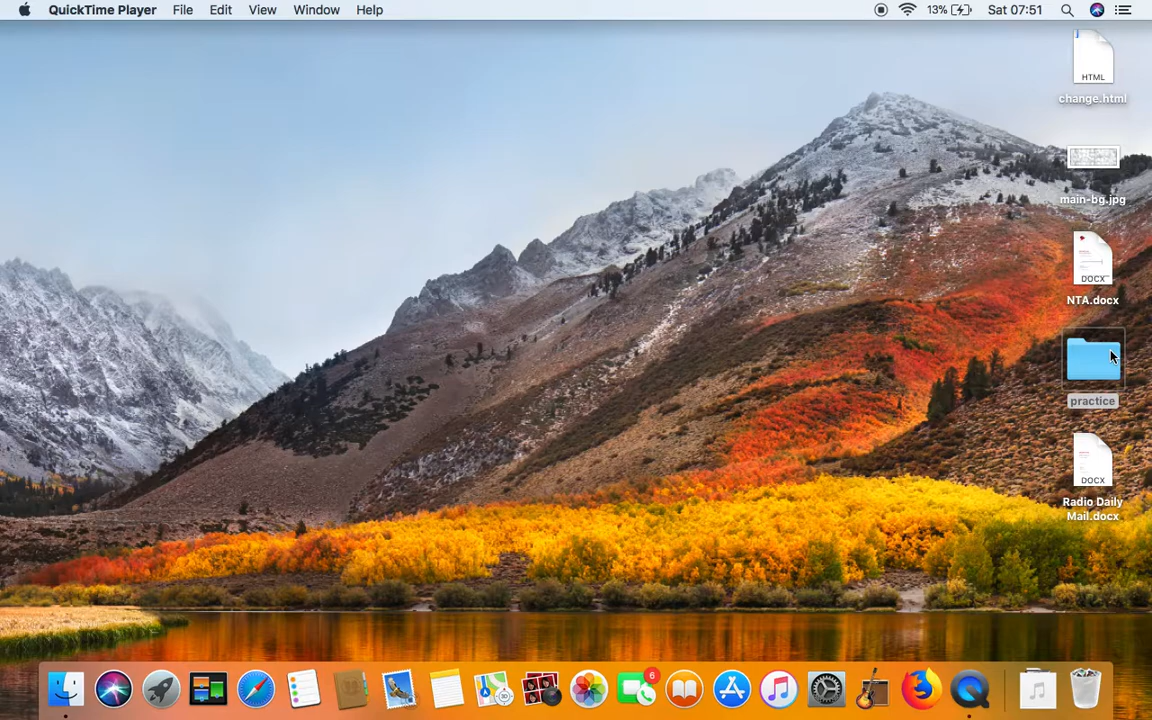 QuickTime Player File Edit View Window Help 13% Sat 07:51
HTML
change.html
main-bg.jpg
DOCX
NTA.docx
practice
DOCX
Radio Daily
Mail.docx
6